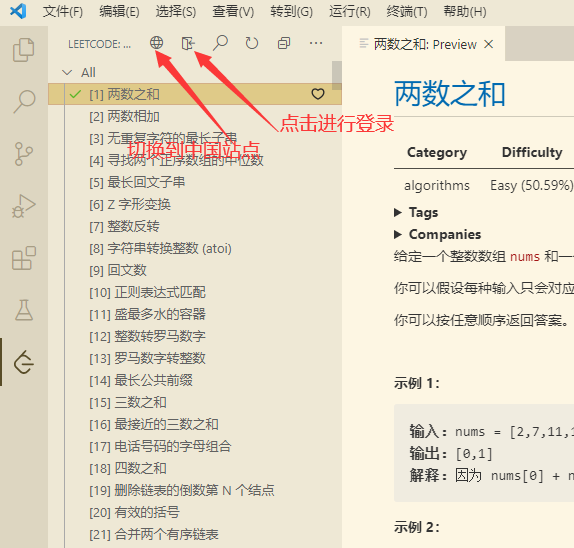 文件(F) 编辑(E) 选择(S) 查看(V) 转到(G) 运行(R) 终端(T) 帮助(H)
LEETCODE: ...
两数之和: Preview
All
[1] 两数之和
[2] 两数相加
[3] 无重复字符的最长子串
[4] 寻找两个正序数组的中位数
[5] 最长回文子串
[6] Z 字形变换
[7] 整数反转
[8] 字符串转换整数 (atoi)
[9] 回文数
[10] 正则表达式匹配
[11] 盛最多水的容器
[12] 整数转罗马数字
[13] 罗马数字转整数
[14] 最长公共前缀
[15] 三数之和
[16] 最接近的三数之和
[17] 电话号码的字母组合
[18] 四数之和
[19] 删除链表的倒数第 N 个结点
[20] 有效的括号
[21] 合并两个有序链表
点击进行登录
切换到中国站点
两数之和
Category Difficulty
algorithms Easy (50.59%)
Tags
Companies
给定一个整数数组 nums 和一
你可以假设每种输入只会对应
你可以按任意顺序返回答案。
示例 1：
输入：nums = [2,7,11,1
输出：[0,1]
解释：因为 nums[0] + n
示例 2：